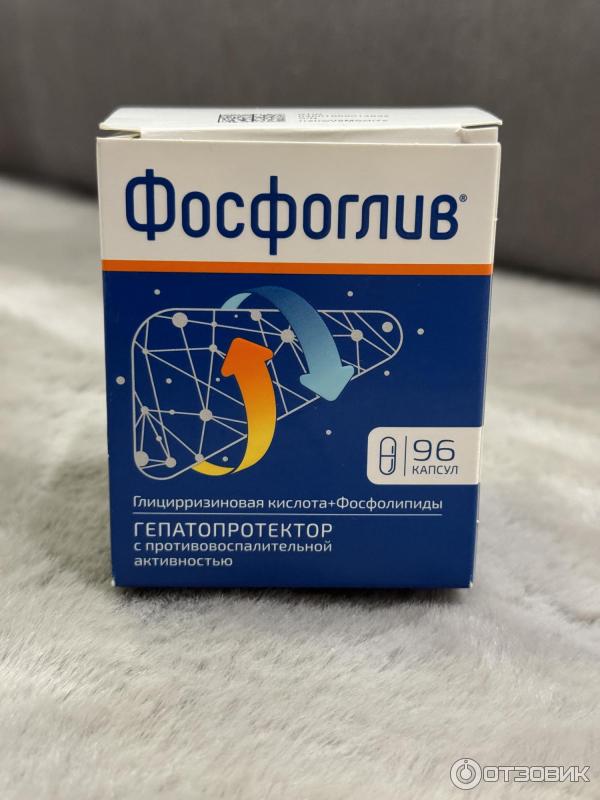 Фосфоглив®
96
КАПСУЛ
Глицирризиновая кислота+Фосфолипиды
ГЕПАТОПРОТЕКТОР
с противовоспалительной
активностью
ОТЗОВИК